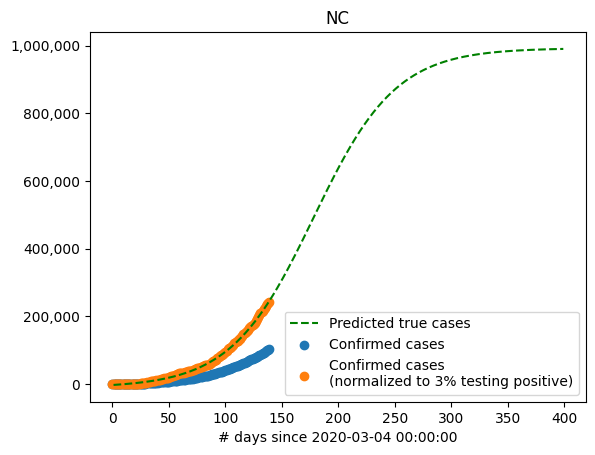 NC
1,000,000
800,000
600,000
400,000
200,000
0
Predicted true cases
Confirmed cases
Confirmed cases
(normalized to 3% testing positive)
0 50 100 150 200 250 300 350 400
# days since 2020-03-04 00:00:00